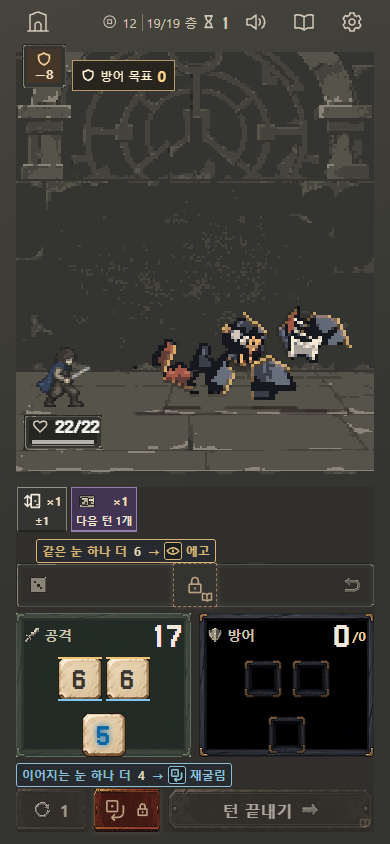 12 19/19 층 1
-8
방어 목표 0
22/22
×1
±1
×1
다음 턴 1개
같은 눈 하나 더 6 → 예고
공격 17
방어 0/0
6 6
5
이어지는 눈 하나 더 4 → 재굴림
1
턴 끝내기 ➡